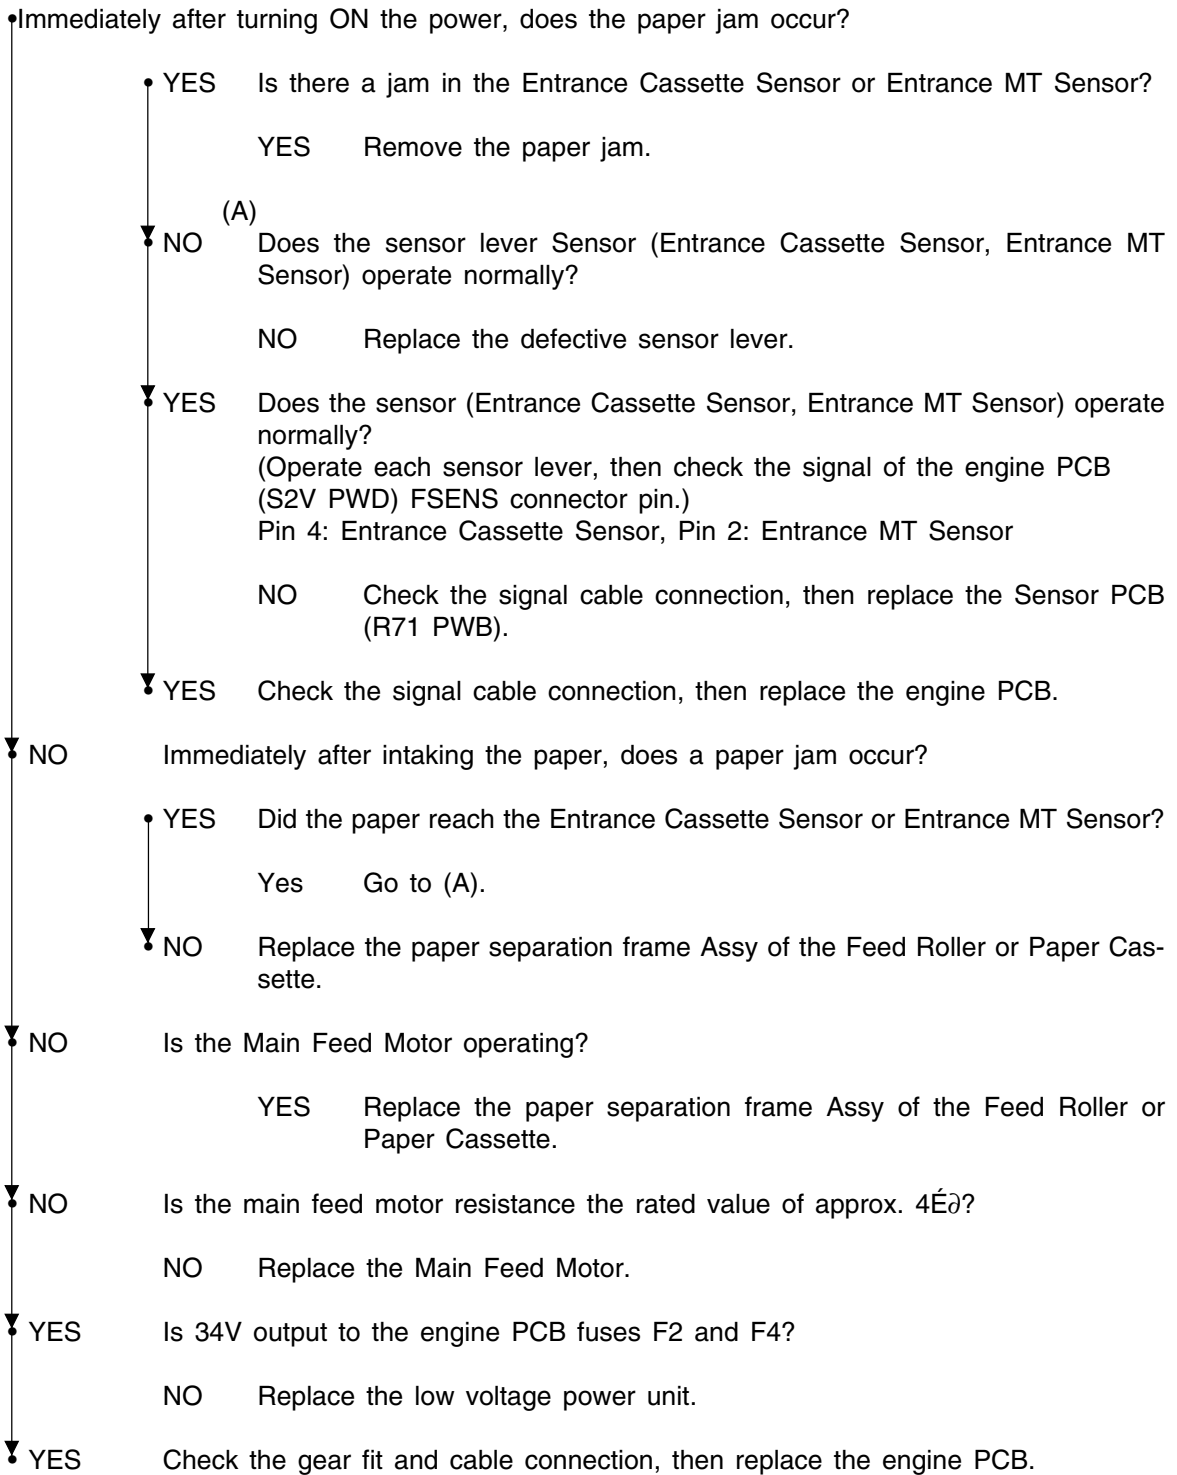 Immediately after turning ON the power, does the paper jam occur?
YES Is there a jam in the Entrance Cassette Sensor or Entrance MT Sensor?
YES Remove the paper jam.
(A)
NO Does the sensor lever Sensor (Entrance Cassette Sensor, Entrance MT
Sensor) operate normally?
NO Replace the defective sensor lever.
YES Does the sensor (Entrance Cassette Sensor, Entrance MT Sensor) operate
normally?
(Operate each sensor lever, then check the signal of the engine PCB
(S2V PWD) FSENS connector pin.)
Pin 4: Entrance Cassette Sensor, Pin 2: Entrance MT Sensor
NO Check the signal cable connection, then replace the Sensor PCB
(R71 PWB).
YES Check the signal cable connection, then replace the engine PCB.
NO Immediately after intaking the paper, does a paper jam occur?
YES Did the paper reach the Entrance Cassette Sensor or Entrance MT Sensor?
Yes Go to (A).
NO Replace the paper separation frame Assy of the Feed Roller or Paper Cas-
sette.
NO Is the Main Feed Motor operating?
YES Replace the paper separation frame Assy of the Feed Roller or
Paper Cassette.
NO Is the main feed motor resistance the rated value of approx. 4É∂?
NO Replace the Main Feed Motor.
YES Is 34V output to the engine PCB fuses F2 and F4?
NO Replace the low voltage power unit.
YES Check the gear fit and cable connection, then replace the engine PCB.